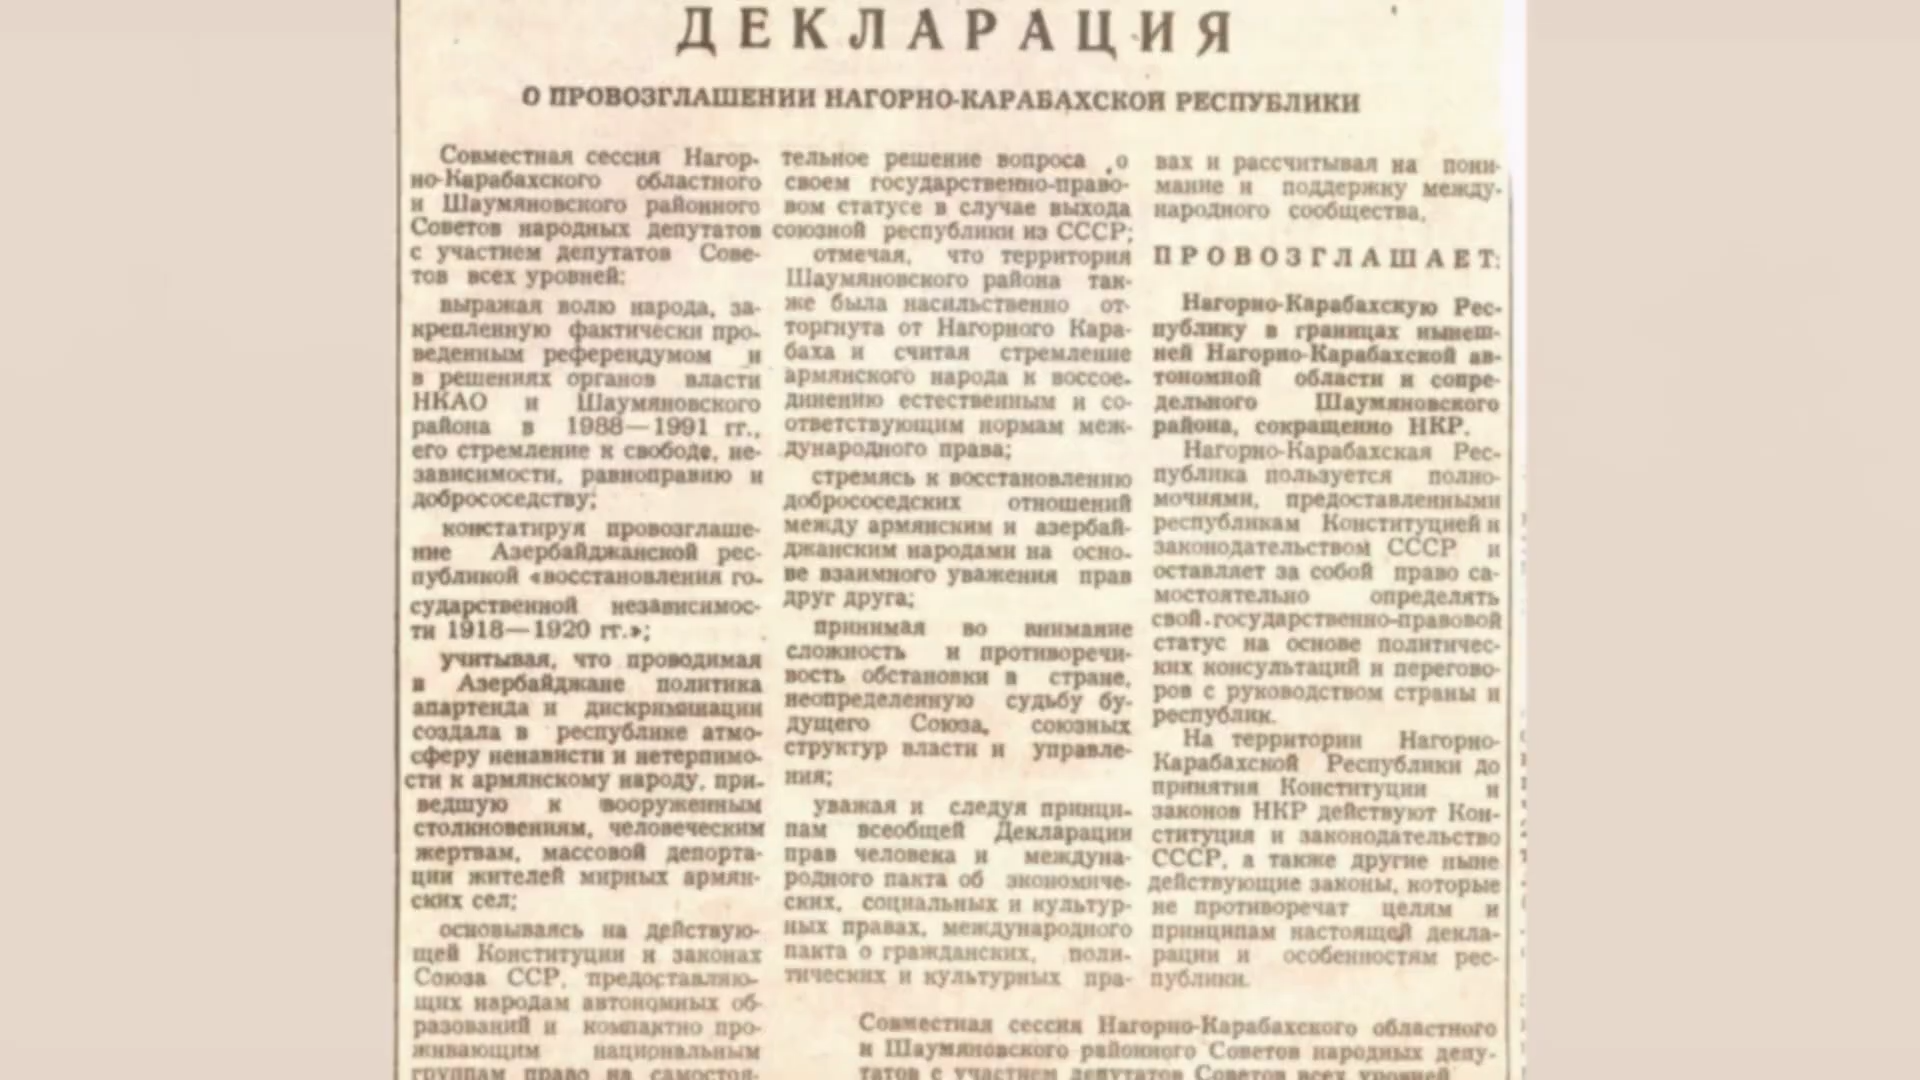 ДЕКЛАРАЦИЯ
О ПРОВОЗГЛАШЕНИИ НАГОРНО-КАРАБАХСКОЙ РЕСПУБЛИКИ
Совместная сессия Нагор-
но-Карабахского областного
и Шаумяновского районного
Советов народных депутатов
с участием депутатов Сове-
тов всех уровней:
выражая волю народа, за-
крепленную фактически про-
веденным референдумом и
в решениях органов власти
НКАО и Шаумяновского
района в 1988—1991 гг.,
его стремление к свободе, не-
зависимости, равноправию и
добрососедству;
констатируя провозглаше-
ние Азербайджанской рес-
публикой «восстановления го-
сударственной независимос-
ти 1918—1920 гг.»;
учитывая, что проводимая
в Азербайджане политика
апартеида и дискриминации
создала в республике атмо-
сферу ненависти и нетерпимо-
сти к армянскому народу, при-
ведшую к вооруженным
столкновениям, человеческим
жертвам, массовой депорта-
ции жителей мирных армян-
ских сел;
основываясь на действую-
щей Конституции и законах
Союза ССР, предоставляю-
щих народам автономных об-
разований и компактно про-
живающим национальным
группам право на самостоя-
тельное решение вопроса о
своем государственно-право-
вом статусе в случае выхода
союзной республики из СССР;
отмечая, что территория
Шаумяновского района так-
же была насильственно от-
торгнута от Нагорного Кара-
баха и считая стремление
армянского народа к воссое-
динению естественным и со-
ответствующим нормам меж-
дународного права;
стремясь к восстановлению
добрососедских отношений
между армянским и азербай-
джанским народами на осно-
ве взаимного уважения прав
друг друга;
принимая во внимание
сложность и противоречи-
вость обстановки в стране,
неопределенную судьбу бу-
дущего Союза, союзных
структур власти и управле-
ния;
уважая и следуя принци-
пам всеобщей Декларации
прав человека и междуна-
родного пакта об экономиче-
ских, социальных и культур-
ных правах, международного
пакта о гражданских, поли-
тических и культурных пра-
вах и рассчитывая на пони-
мание и поддержку между-
народного сообщества,
ПРОВОЗГЛАШАЕТ:
Нагорно-Карабахскую Рес-
публику в границах нынеш-
ней Нагорно-Карабахской ав-
тономной области и сопре-
дельного Шаумяновского
района, сокращенно НКР.
Нагорно-Карабахская Рес-
публика пользуется полно-
мочиями, предоставленными
республикам Конституцией и
законодательством СССР и
оставляет за собой право са-
мостоятельно определять
свой государственно-правовой
статус на основе политичес-
ких консультаций и перегово-
ров с руководством страны и
республик.
На территории Нагорно-
Карабахской Республики до
принятия Конституции и
законов НКР действуют Кон-
ституция и законодательство
СССР, а также другие ныне
действующие законы, которые
не противоречат целям и
принципам настоящей декла-
рации и особенностям рес-
публики.
Совместная сессия Нагорно-Карабахского областного
и Шаумяновского районного Советов народных депу-
татов с участием депутатов Советов всех уровней